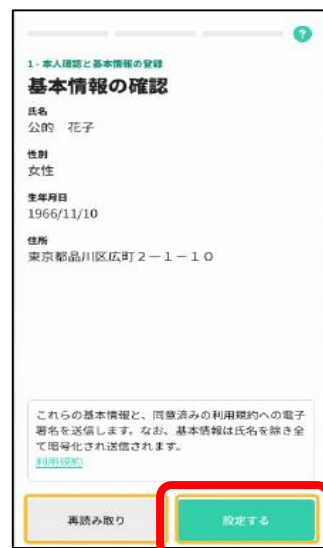 ?
1 - 本人確認と基本情報の登録
基本情報の確認
氏名
公的 花子
性別
女性
生年月日
1966/11/10
住所
東京都品川区広町２－１－１０
これらの基本情報と、同意済みの利用規約への電子
署名を送信します。なお、基本情報は氏名を除き全
て暗号化され送信されます。
利用規約
再読み取り
設定する